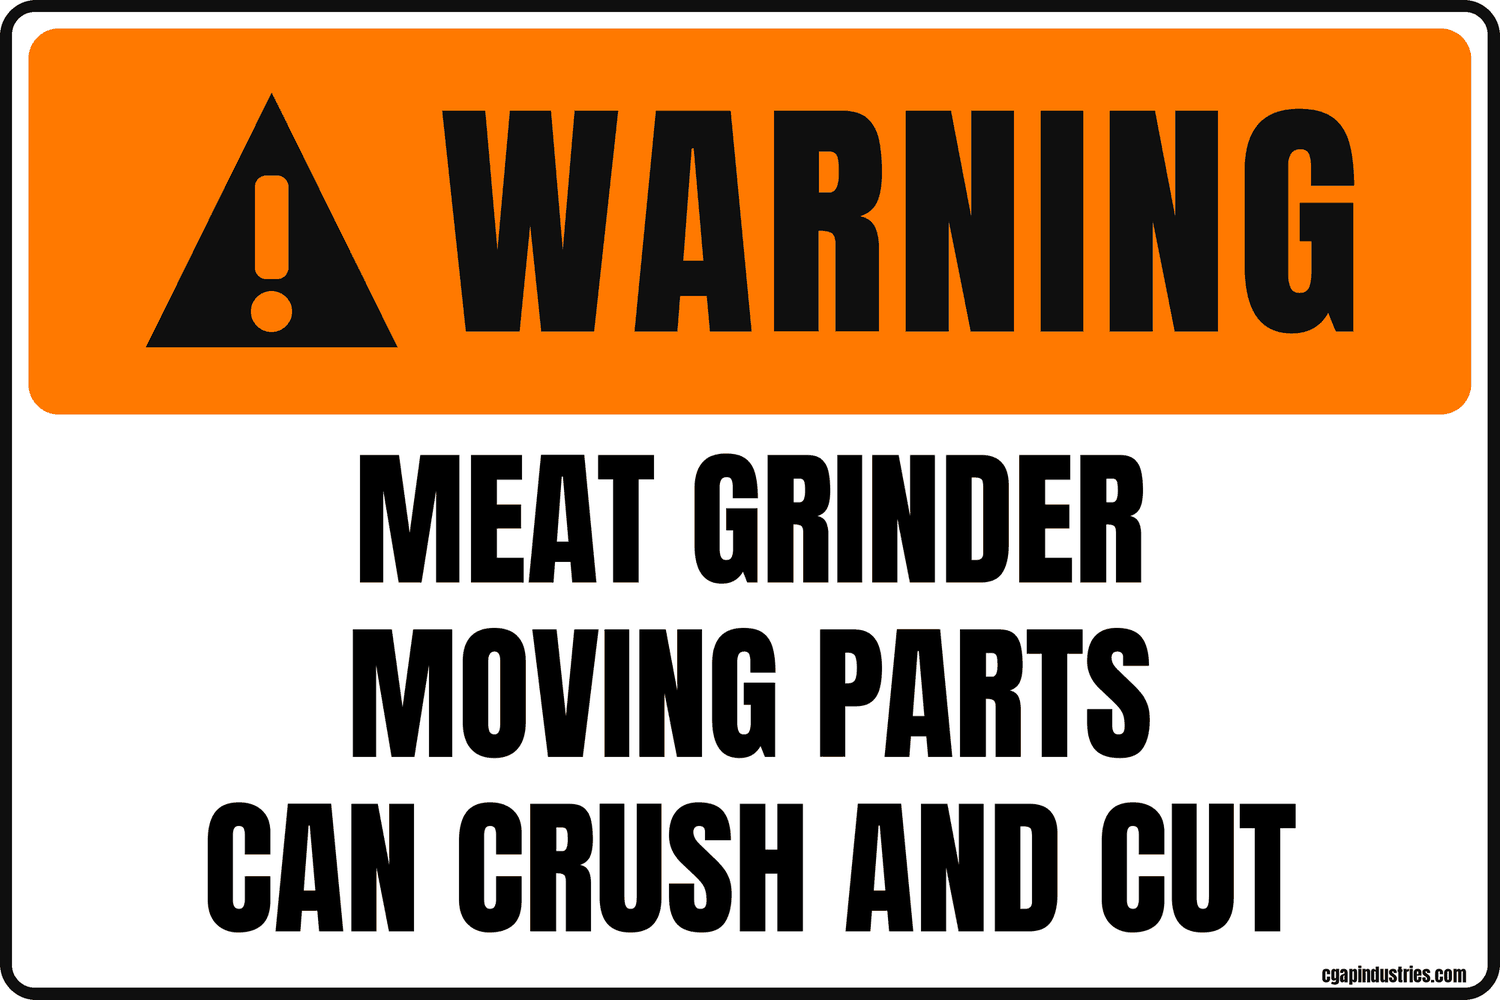 WARNING
MEAT GRINDER
MOVING PARTS
CAN CRUSH AND CUT
cgapindustries.com